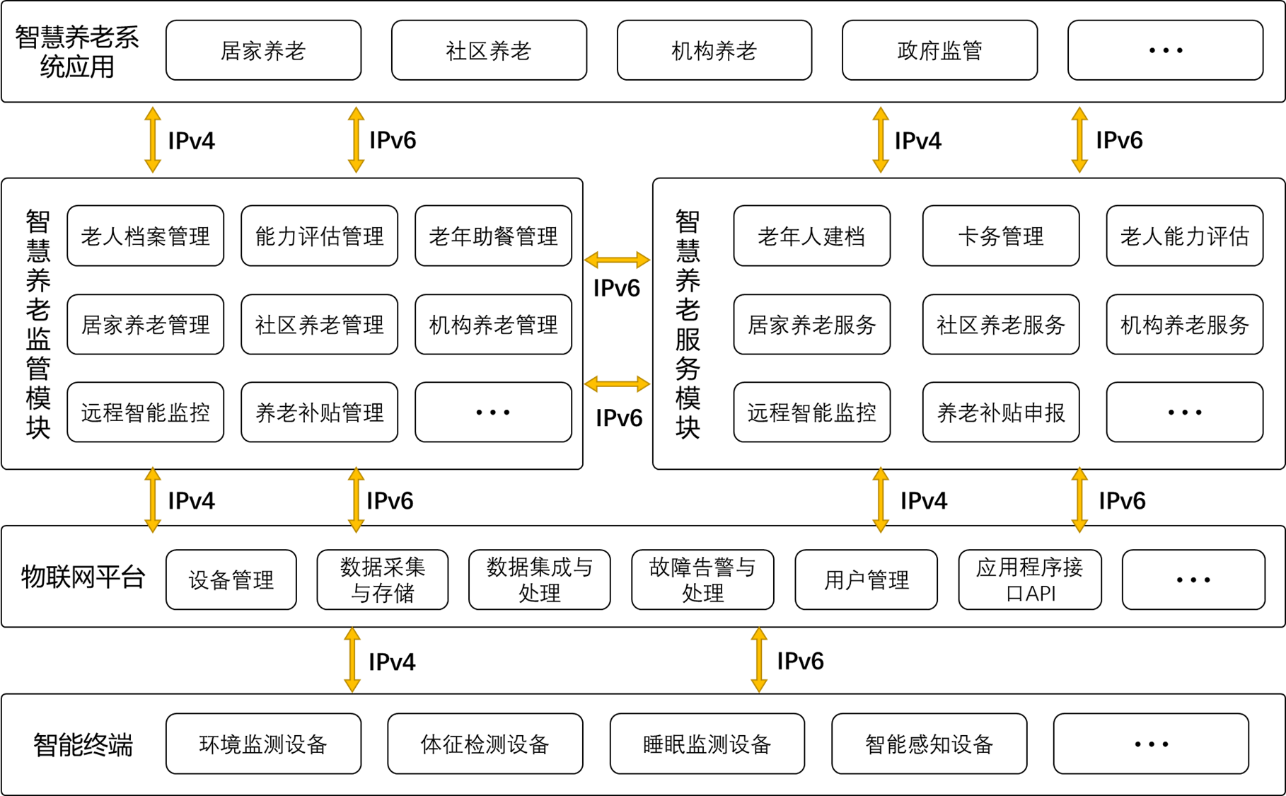 智慧养老系
统应用
居家养老
社区养老
机构养老
政府监管
...
IPv4
IPv6
IPv4
IPv6
智慧养老监管模块
老人档案管理
能力评估管理
老年助餐管理
居家养老管理
社区养老管理
机构养老管理
远程智能监控
养老补贴管理
...
IPv6
IPv6
智慧养老服务模块
老年人建档
卡务管理
老人能力评估
居家养老服务
社区养老服务
机构养老服务
远程智能监控
养老补贴申报
...
IPv4
IPv6
IPv4
IPv6
物联网平台
设备管理
数据采集
与存储
数据集成与
处理
故障告警与
处理
用户管理
应用程序接
口API
...
IPv4
IPv6
智能终端
环境监测设备
体征检测设备
睡眠监测设备
智能感知设备
...